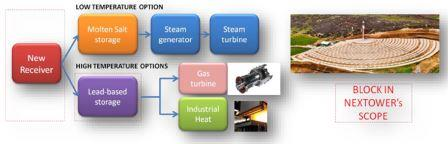 LOW TEMPERATURE OPTION
New
Receiver
Molten Salt
storage
Steam
generator
Steam
turbine
HIGH TEMPERATURE OPTIONS
Lead-based
storage
Gas
turbine
Industrial
Heat
BLOCK IN
NEXTOWER's
SCOPE